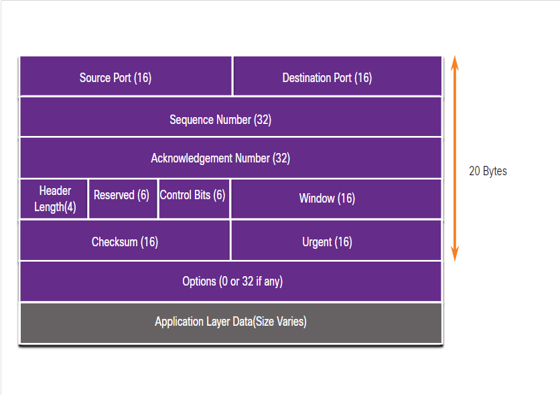 Source Port (16)
Destination Port (16)
Sequence Number (32)
Acknowledgement Number (32)
Header
Length(4)
Reserved (6)
Control Bits (6)
Window (16)
Checksum (16)
Urgent (16)
Options (0 or 32 if any)
Application Layer Data(Size Varies)
20 Bytes